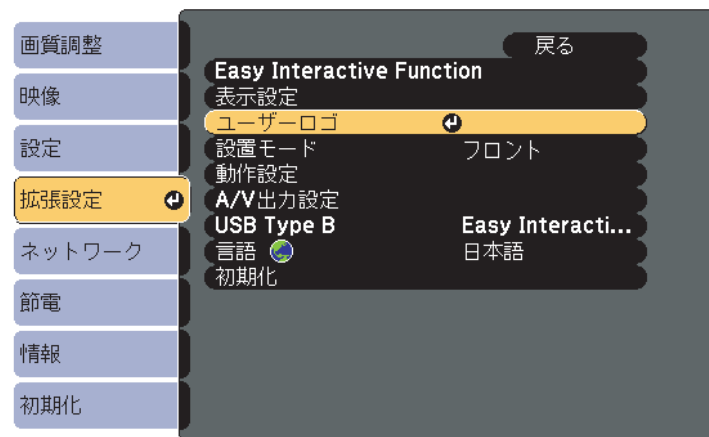 画質調整
映像
設定
拡張設定
ネットワーク
節電
情報
初期化
戻る
Easy Interactive Function
表示設定
ユーザーロゴ
設置モード フロント
動作設定
A/V出力設定
USB Type B Easy Interacti...
言語 日本語
初期化